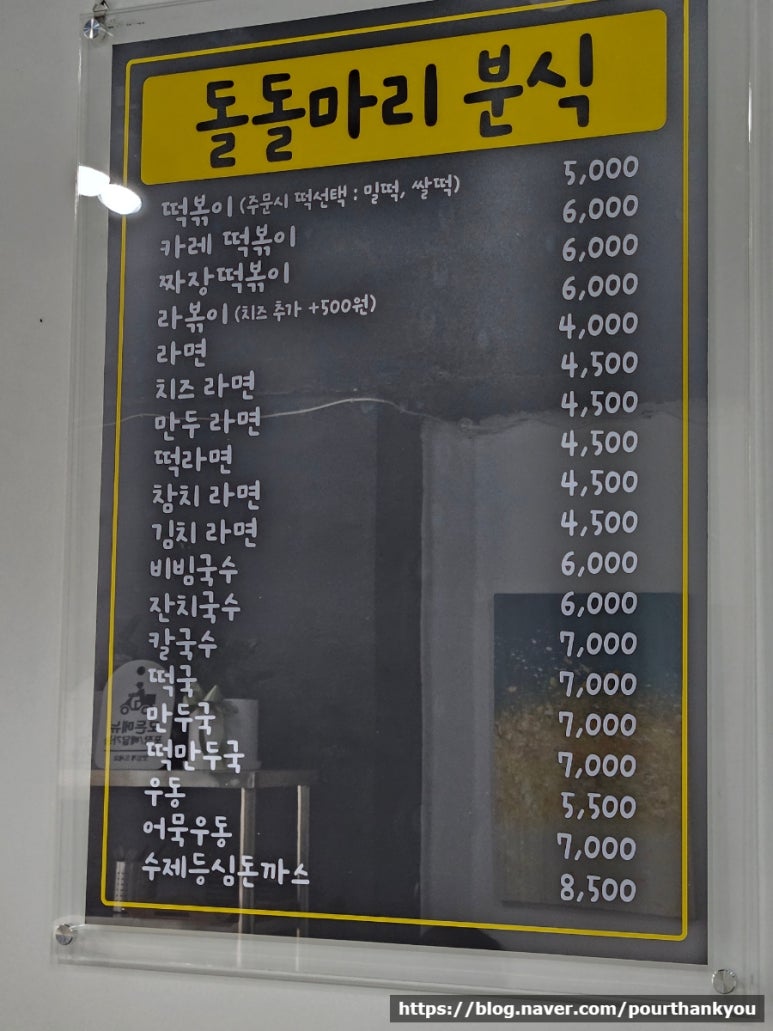 돌돌마리 분식
떡볶이 (주문시 떡선택 : 밀떡, 쌀떡) 5,000
카레 떡볶이 6,000
짜장떡볶이 6,000
라볶이 (치즈 추가 +500원) 6,000
라면 4,000
치즈 라면 4,500
만두 라면 4,500
떡라면 4,500
참치 라면 4,500
김치 라면 4,500
비빔국수 6,000
잔치국수 6,000
칼국수 7,000
떡국 7,000
만두국 7,000
떡만두국 7,000
우동 5,500
어묵우동 7,000
수제등심돈까스 8,500
https://blog.naver.com/pourthankyou